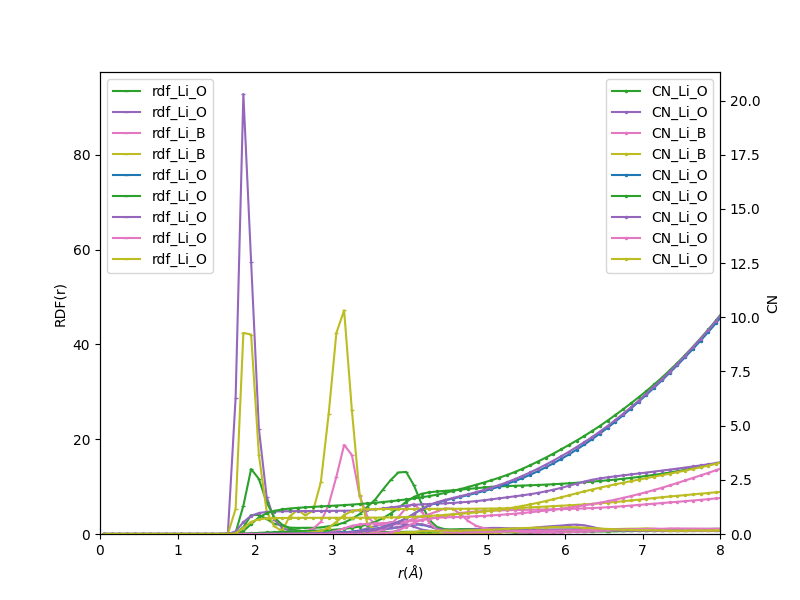 rdf_Li_O
rdf_Li_O
rdf_Li_B
rdf_Li_B
rdf_Li_O
rdf_Li_O
rdf_Li_O
rdf_Li_O
rdf_Li_O
CN_Li_O
CN_Li_O
CN_Li_B
CN_Li_B
CN_Li_O
CN_Li_O
CN_Li_O
CN_Li_O
CN_Li_O
80
60
40
20
0
RDF(r)
20.0
17.5
15.0
12.5
10.0
7.5
5.0
2.5
0.0
CN
0 1 2 3 4 5 6 7 8
r(Å)